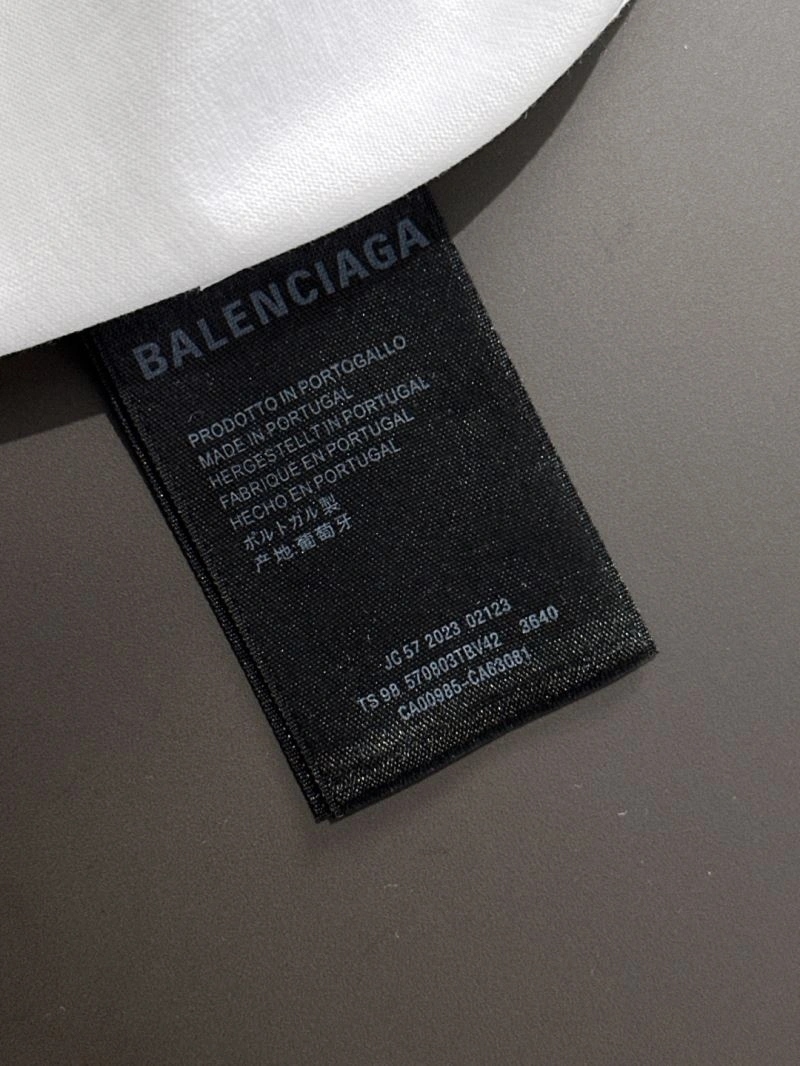 BALENCIAGA
PRODOTTO IN PORTOGALLO
MADE IN PORTUGAL
HERGESTELLT IN PORTUGAL
FABRIQUE EN PORTUGAL
HECHO EN PORTUGAL
ポルトガル製
产地:葡萄牙
JC 57 2023 02123
TS 98 570803TBV42 3640
CA00985-CA63081